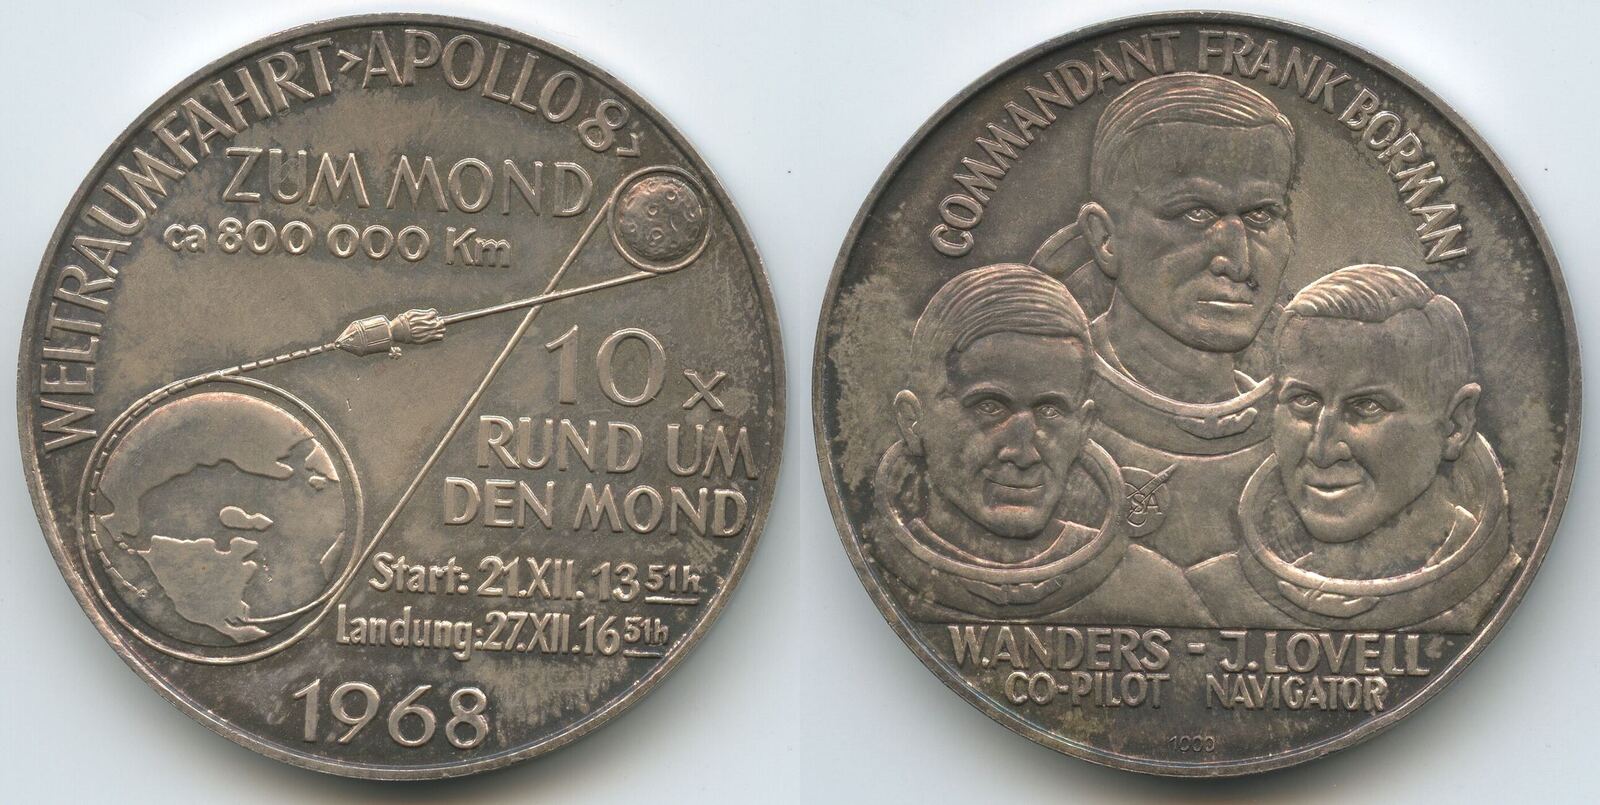 WELTRAUMFAHRT >APOLLO 8>
ZUM MOND
ca 800 000 Km
10 x
RUND UM
DEN MOND
Start: 21.XII. 13 51h
Landung: 27.XII. 16 51h
1968
COMMANDANT FRANK BORMAN
SA
W. ANDERS - J. LOVELL
CO-PILOT NAVIGATOR
1000